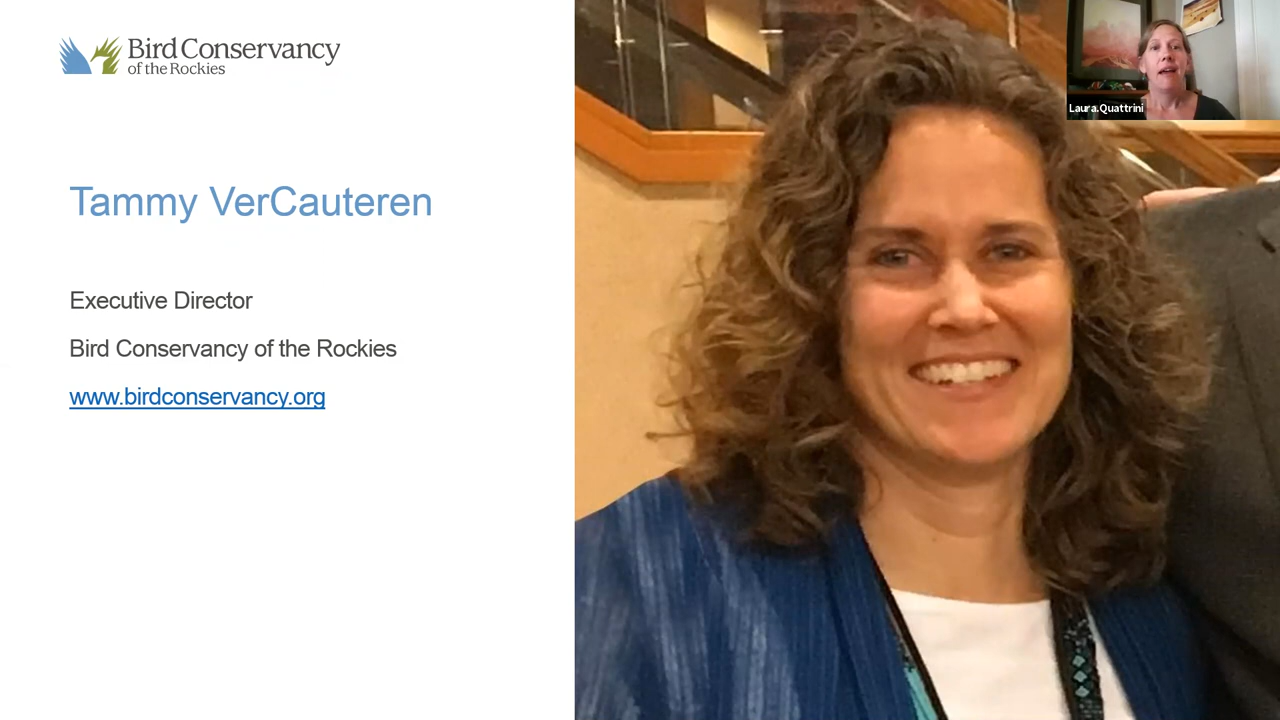 Bird Conservancy
of the Rockies
Laura.Quattrini
Tammy VerCauteren
Executive Director
Bird Conservancy of the Rockies
www.birdconservancy.org